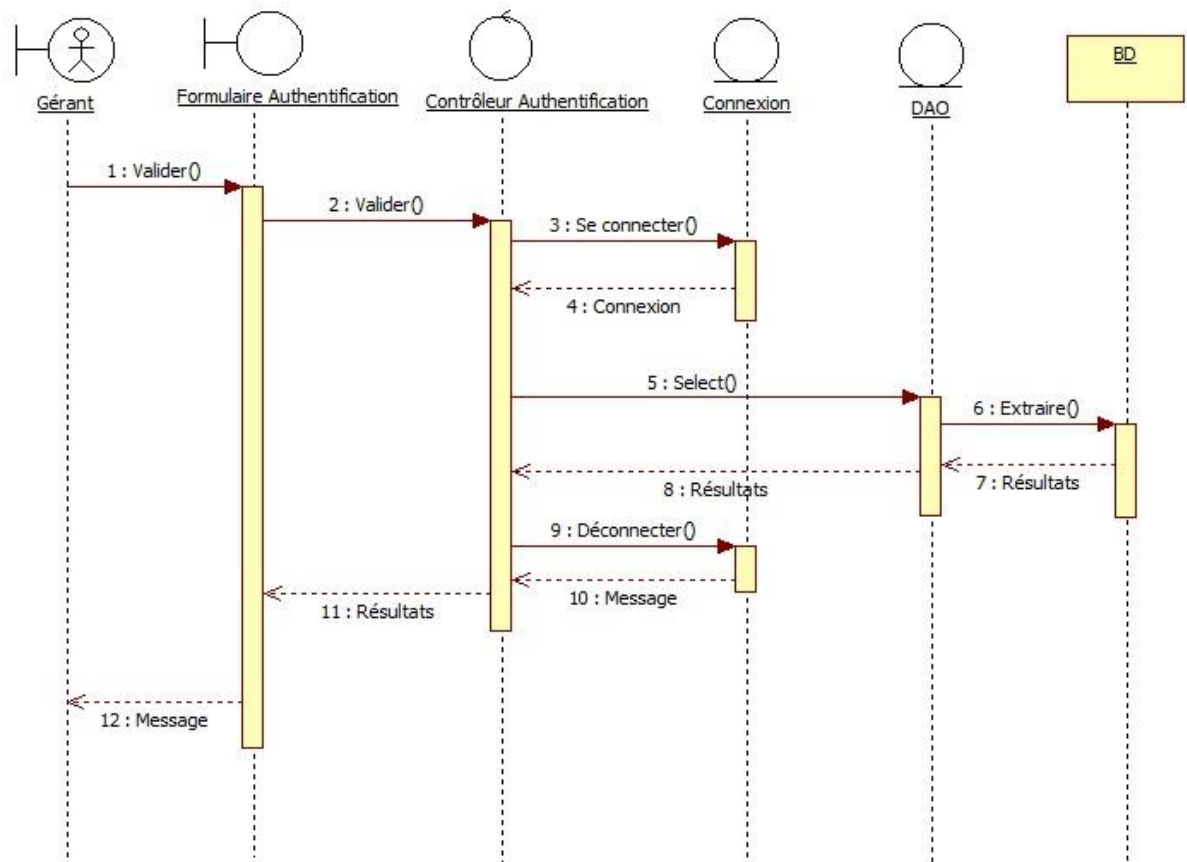 Gérant
Formulaire Authentification
Contrôleur Authentification
Connexion
DAO
BD
1 : Valider()
2 : Valider()
3 : Se connecter()
4 : Connexion
5 : Select()
6 : Extraire()
7 : Résultats
8 : Résultats
9 : Déconnecter()
10 : Message
11 : Résultats
12 : Message